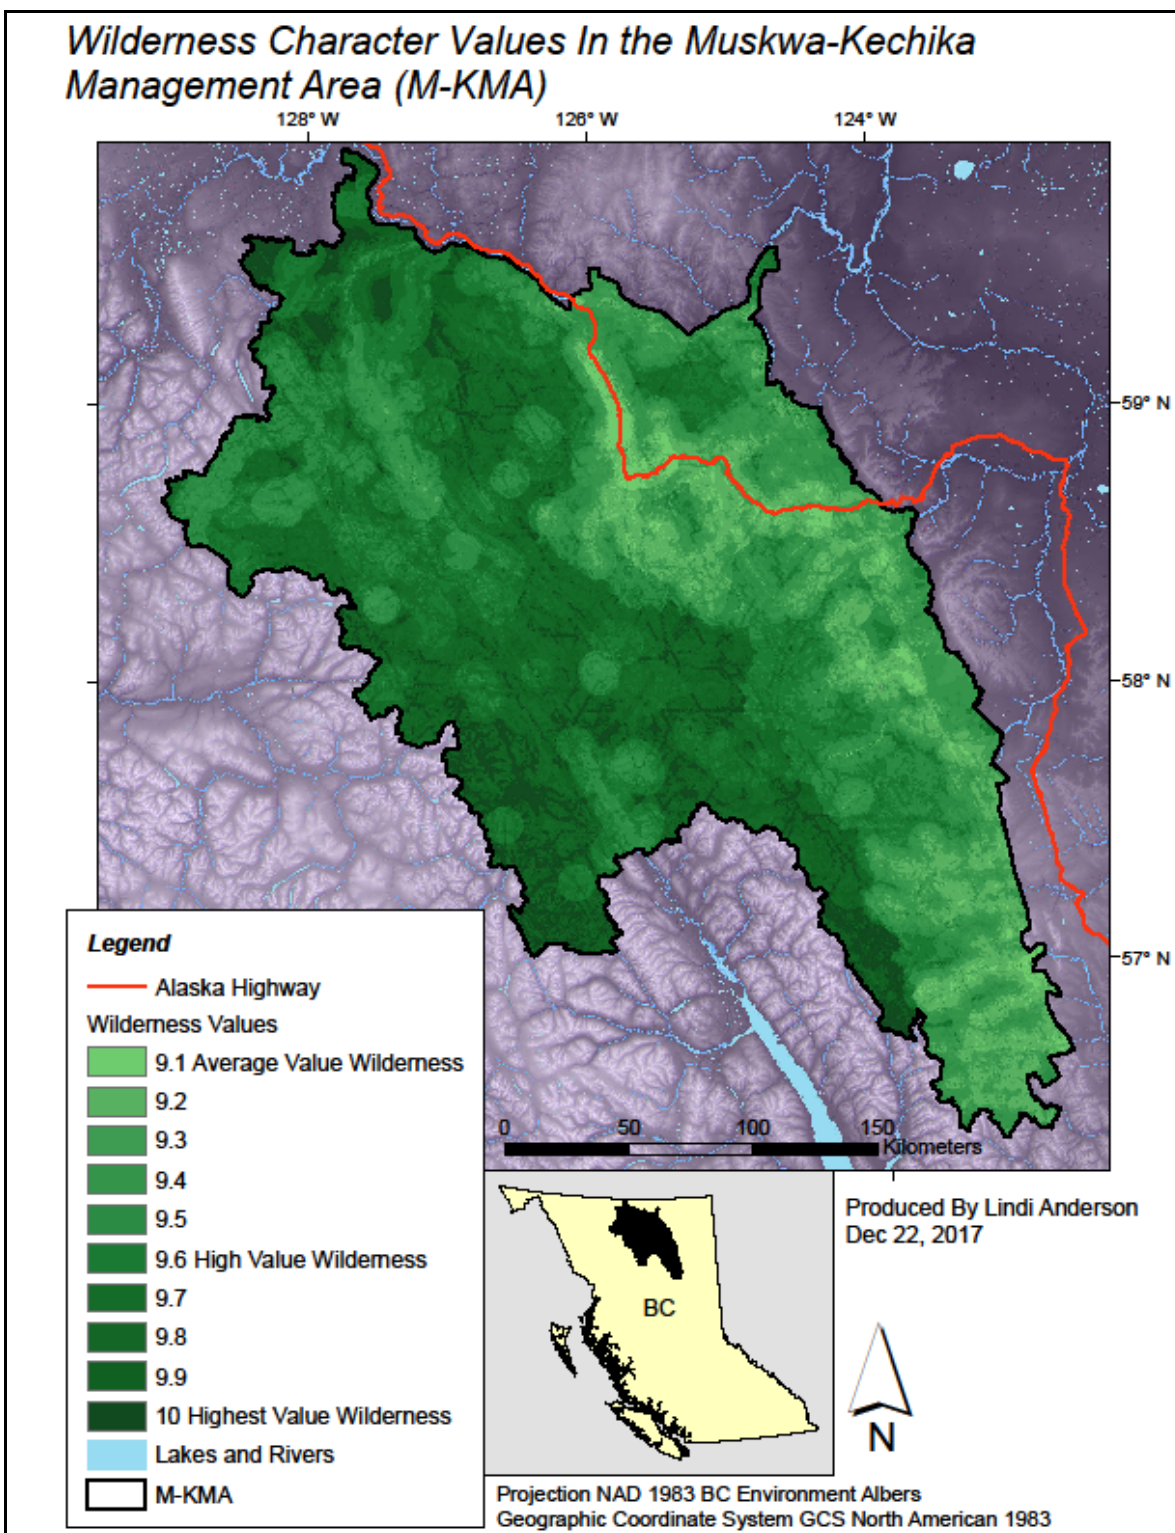 Wilderness Character Values In the Muskwa-Kechika
Management Area (M-KMA)
128° W
126° W
124° W
59° N
58° N
57° N
Legend
Alaska Highway
Wilderness Values
9.1 Average Value Wilderness
9.2
9.3
9.4
9.5
9.6 High Value Wilderness
9.7
9.8
9.9
10 Highest Value Wilderness
Lakes and Rivers
M-KMA
0 50 100 150
Kilometers
BC
Produced By Lindi Anderson
Dec 22, 2017
N
Projection NAD 1983 BC Environment Albers
Geographic Coordinate System GCS North American 1983